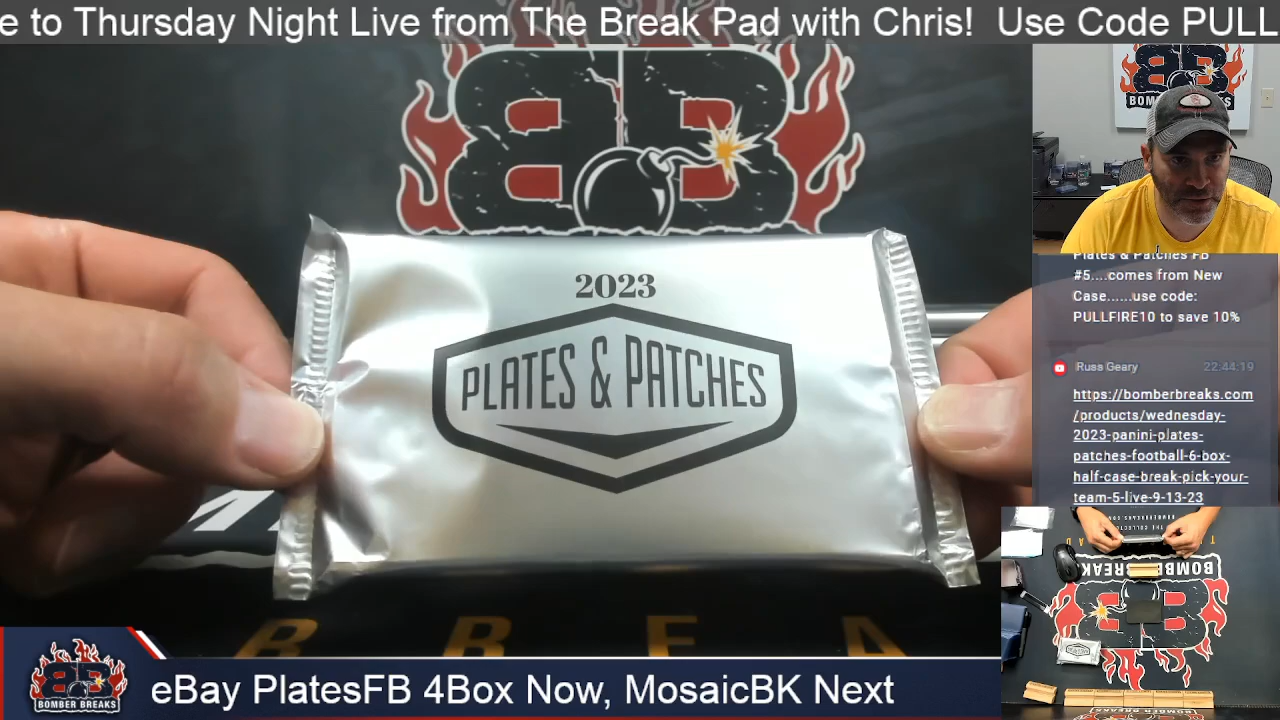 e to Thursday Night Live from The Break Pad with Chris!  Use Code PULL
BB
BOMBER BREAKS
2023
PLATES & PATCHES
Plates & Patches FB
#5....comes from New
Case......use code:
PULLFIRE10 to save 10%
Russ Geary 22:44:19
https://bomberbreaks.com
/products/wednesday-
2023-panini-plates-
patches-football-6-box-
half-case-break-pick-your-
team-5-live-9-13-23
B R E A
BOMBER BREAKS
eBay PlatesFB 4Box Now, MosaicBK Next